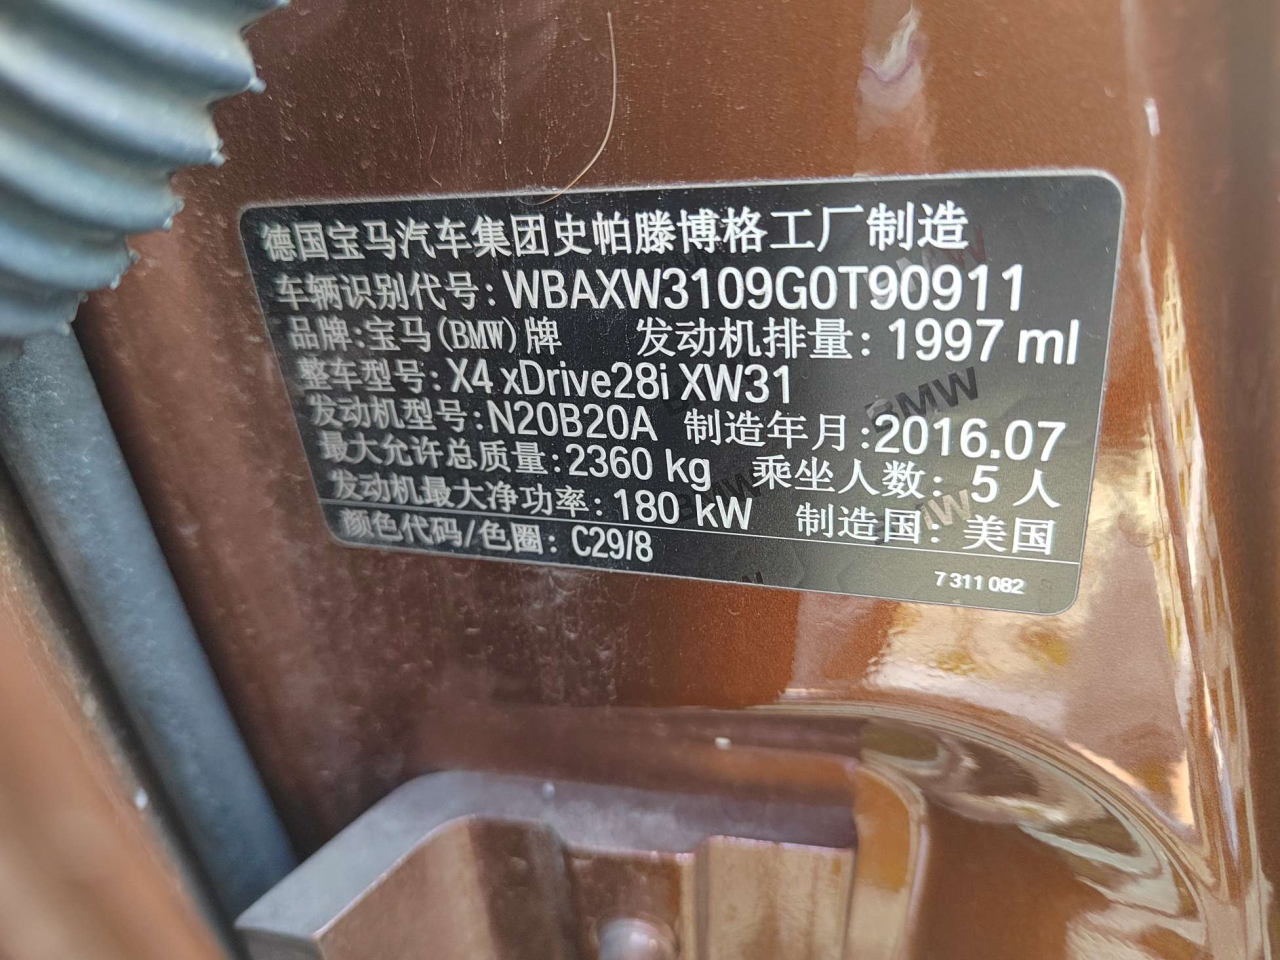 德国宝马汽车集团史帕滕博格工厂制造
车辆识别代号: WBAXW3109G0T90911
品牌:宝马(BMW)牌 发动机排量: 1997 ml
整车型号: X4 xDrive28i XW31
发动机型号: N20B20A 制造年月:2016.07
最大允许总质量: 2360 kg 乘坐人数: 5 人
发动机最大净功率: 180 kW 制造国: 美国
颜色代码/色圈: C29/8
7 311 082